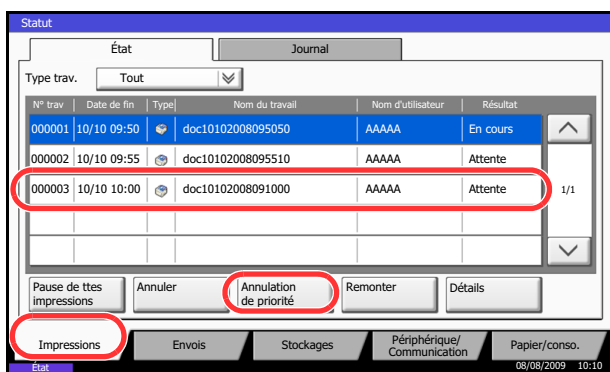 Statut
État Journal
Type trav. Tout
N° trav Date de fin Type Nom du travail Nom d'utilisateur Résultat
000001 10/10 09:50 doc10102008095050 AAAAA En cours
000002 10/10 09:55 doc10102008095510 AAAAA Attente
000003 10/10 10:00 doc10102008091000 AAAAA Attente 1/1
Pause de ttes
impressions
Annuler
Annulation
de priorité
Remonter
Détails
Impressions
Envois
Stockages
Périphérique/
Communication
Papier/conso.
État 08/08/2009 10:10